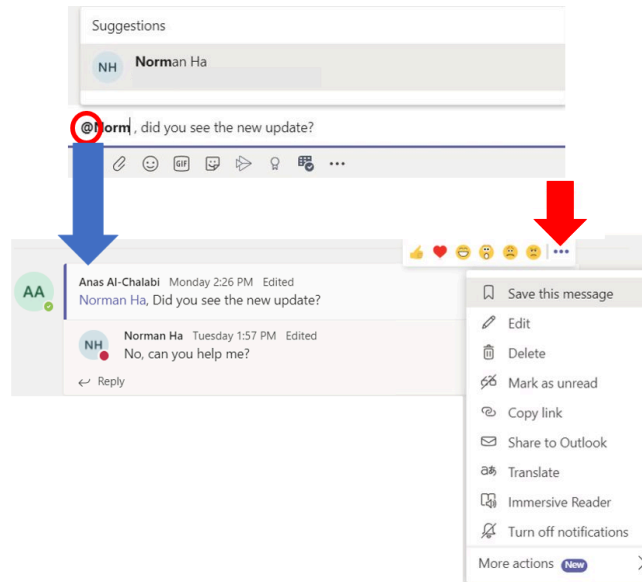 Suggestions
NH
Norman Ha
@Norm , did you see the new update?
GIF
AA
Anas Al-Chalabi Monday 2:26 PM Edited
Norman Ha, Did you see the new update?
NH
Norman Ha Tuesday 1:57 PM Edited
No, can you help me?
Reply
Save this message
Edit
Delete
Mark as unread
Copy link
Share to Outlook
Translate
Immersive Reader
Turn off notifications
More actions New